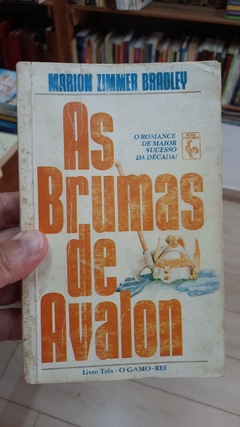 MARION ZIMMER BRADLEY
As
Brumas
de
Avalon
O ROMANCE
DE MAIOR
SUCESSO
DA DÉCADA!
Livro Três - O GAMO-REI